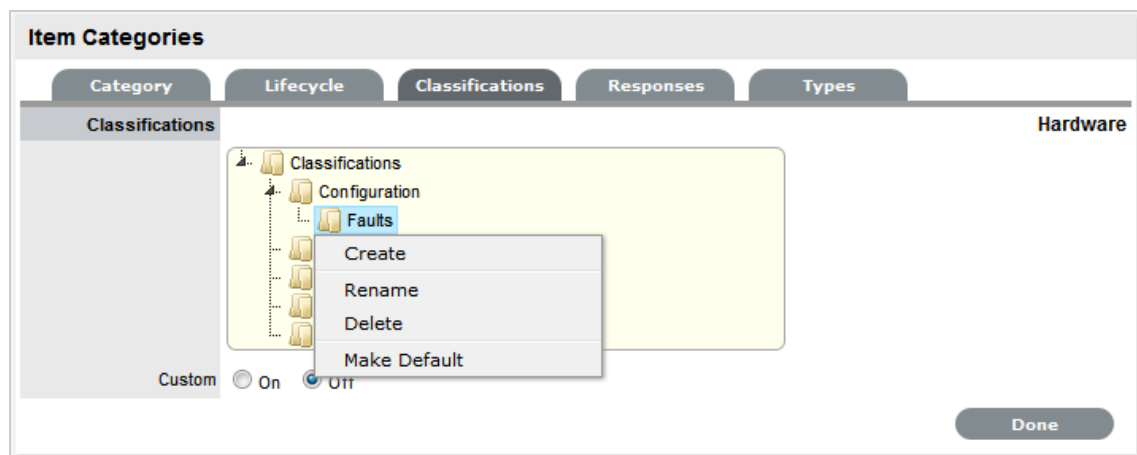 Item Categories
Category Lifecycle Classifications Responses Types
Classifications Hardware
Classifications
Configuration
Faults
Create
Rename
Delete
Make Default
Custom On Off
Done